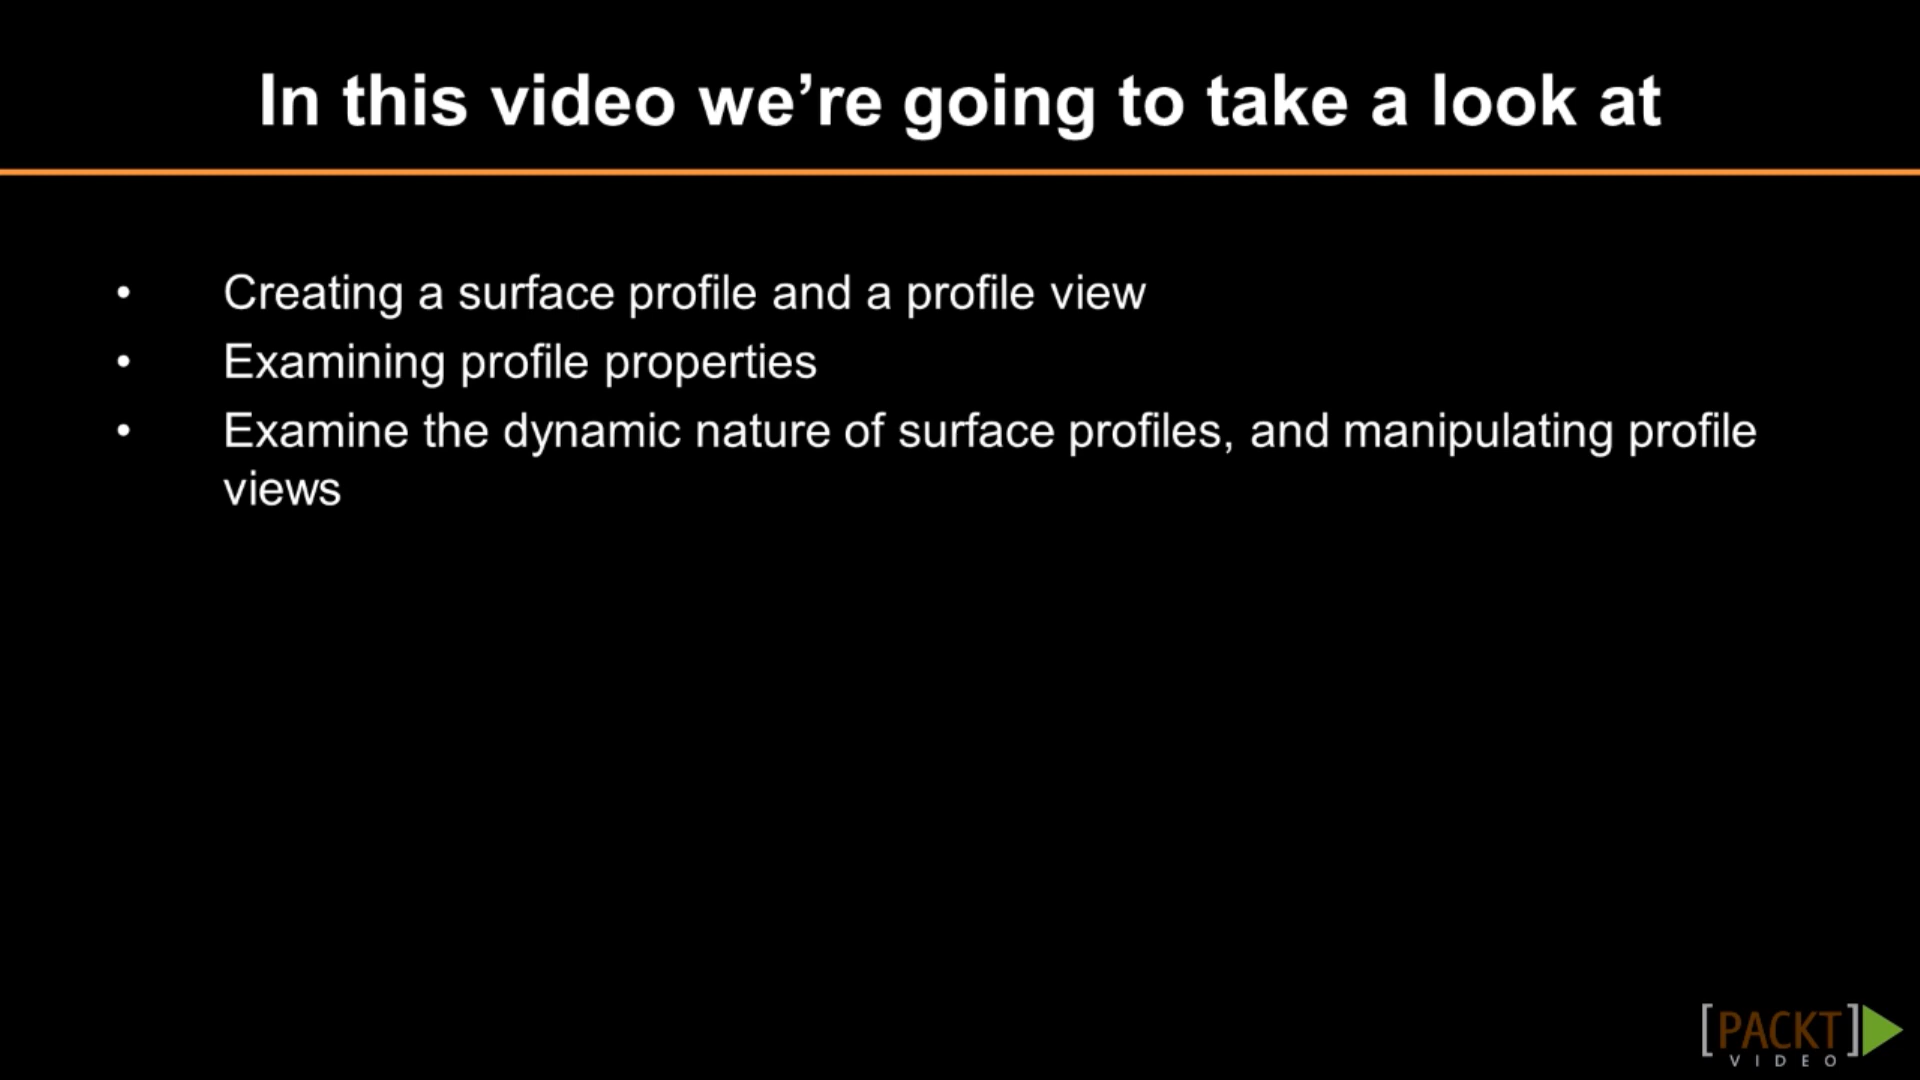 In this video we’re going to take a look at
• Creating a surface profile and a profile view
• Examining profile properties
• Examine the dynamic nature of surface profiles, and manipulating profile
views
[PACKT]
VIDEO